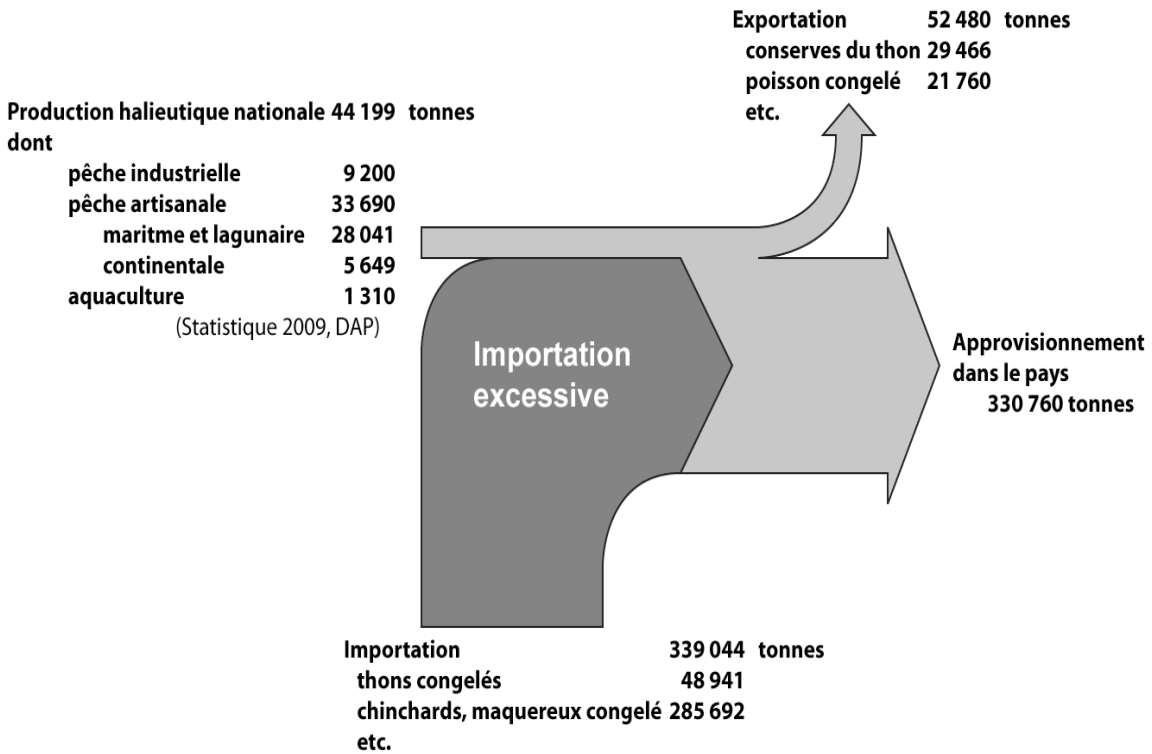 Exportation 52 480 tonnes
conserves du thon 29 466
poisson congelé 21 760
etc.
Production halieutique nationale 44 199 tonnes
dont
pêche industrielle 9 200
pêche artisanale 33 690
maritme et lagunaire 28 041
continentale 5 649
aquaculture 1 310
(Statistique 2009, DAP)
Importation
excessive
Approvisionnement
dans le pays
330 760 tonnes
Importation 339 044 tonnes
thons congelés 48 941
chinchards, maquereux congelé 285 692
etc.